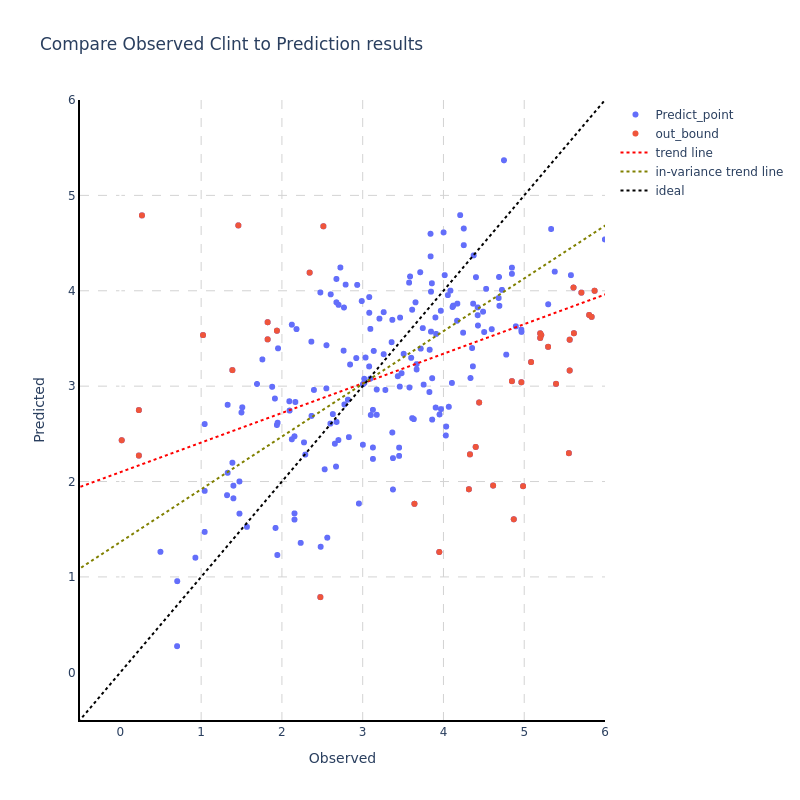 Compare Observed Clint to Prediction results
6
5
4
3
2
1
0
0
1
2
3
4
5
6
Observed
Predicted
Predict_point
out_bound
trend line
in-variance trend line
ideal